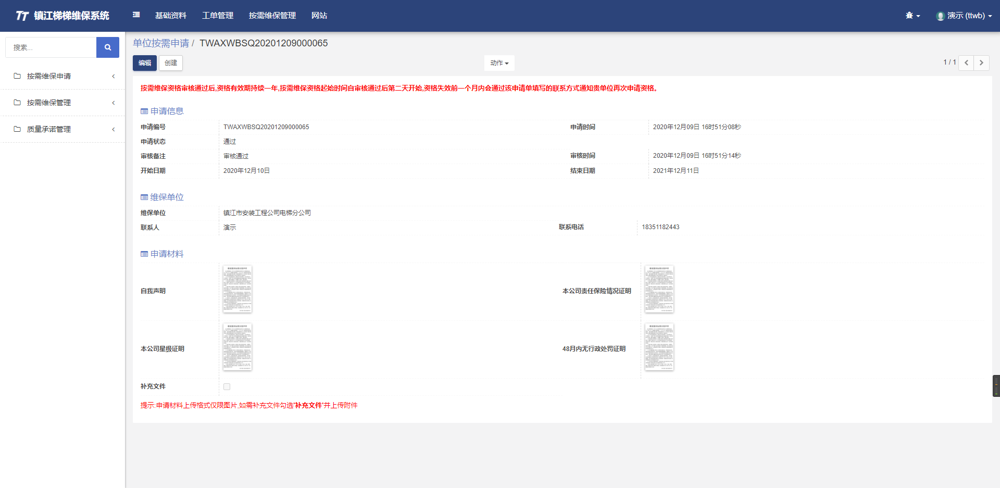 TT 镇江梯梯维保系统
基础资料 工单管理 按需维保管理 网站
演示 (ttwb)
搜索...
按需维保申请
按需维保管理
质量承诺管理
单位按需申请 / TWAXWBSQ20201209000065
编辑 创建 动作 1 / 1
按需维保资格审核通过后,资格有效期持续一年,按需维保资格起始时间自审核通过后第二天开始,资格失效前一个月内会通过该申请单填写的联系方式通知贵单位再次申请资格。
申请信息
申请编号 TWAXWBSQ20201209000065 申请时间 2020年12月09日 16时51分08秒
申请状态 通过
审核备注 审核通过 审核时间 2020年12月09日 16时51分14秒
开始日期 2020年12月10日 结束日期 2021年12月11日
维保单位
维保单位 镇江市安装工程公司电梯分公司
联系人 演示 联系电话 18351182443
申请材料
自我声明 本公司责任保险情况证明
本公司星级证明 48月内无行政处罚证明
补充文件
提示:申请材料上传格式仅限图片,如需补充文件勾选'补充文件'并上传附件